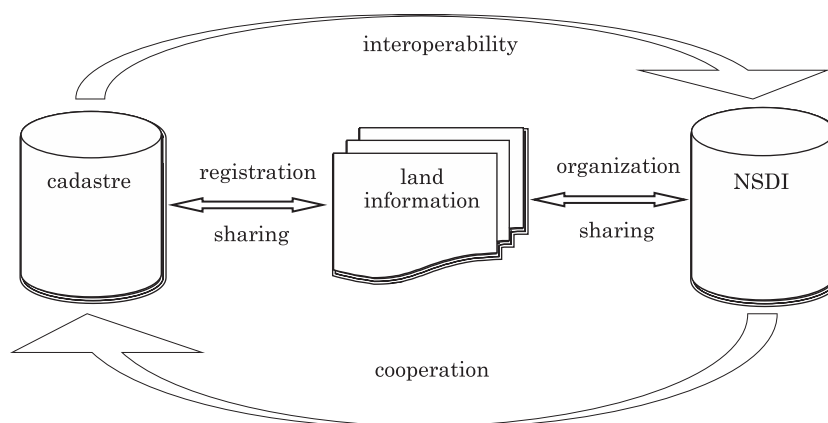 interoperability
cadastre
registration
sharing
land
information
organization
sharing
NSDI
cooperation